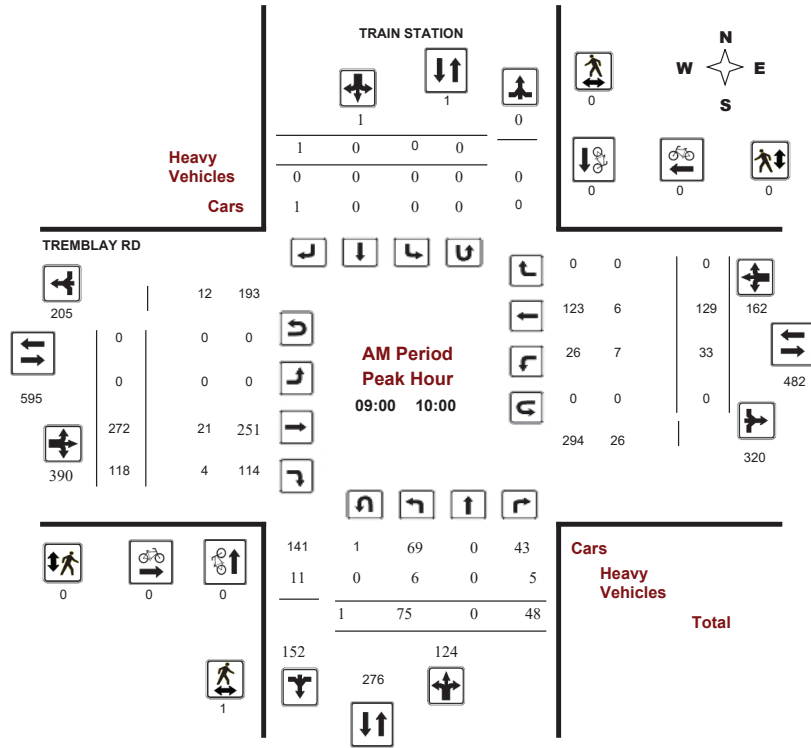 TRAIN STATION
N
W E
S
1
0
1 0
0
1 0 0 0
Heavy
Vehicles
0 0 0 0 0
Cars
1 0 0 0 0
0 0 0
TREMBLAY RD
205
12 193
0 0 0
162
123 6 129
595
0 0 0
26 7 33
482
0 0 0
0 0 0
390
272 21 251
294 26
320
118 4 114
AM Period
Peak Hour
09:00 10:00
141 1 69 0 43
Cars
11 0 6 0 5
Heavy
Vehicles
1 75 0 48
Total
0 0 0
152 124
276
1